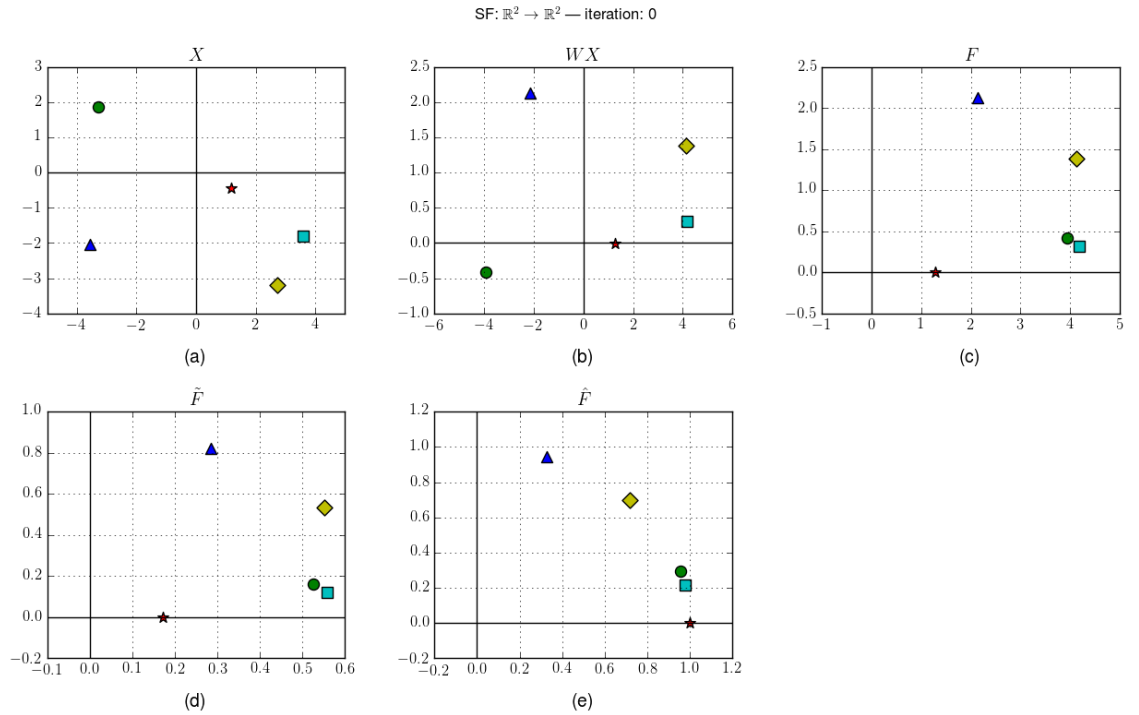 SF: ℝ² → ℝ² — iteration: 0
X
3
2
1
0
−1
−2
−3
−4
−4 −2 0 2 4
(a)
WX
2.5
2.0
1.5
1.0
0.5
0.0
−0.5
−1.0
−6 −4 −2 0 2 4 6
(b)
F
2.5
2.0
1.5
1.0
0.5
0.0
−0.5
−1 0 1 2 3 4 5
(c)
F̃
1.0
0.8
0.6
0.4
0.2
0.0
−0.2
−0.1 0.0 0.1 0.2 0.3 0.4 0.5 0.6
(d)
F̂
1.2
1.0
0.8
0.6
0.4
0.2
0.0
−0.2
−0.2 0.0 0.2 0.4 0.6 0.8 1.0 1.2
(e)